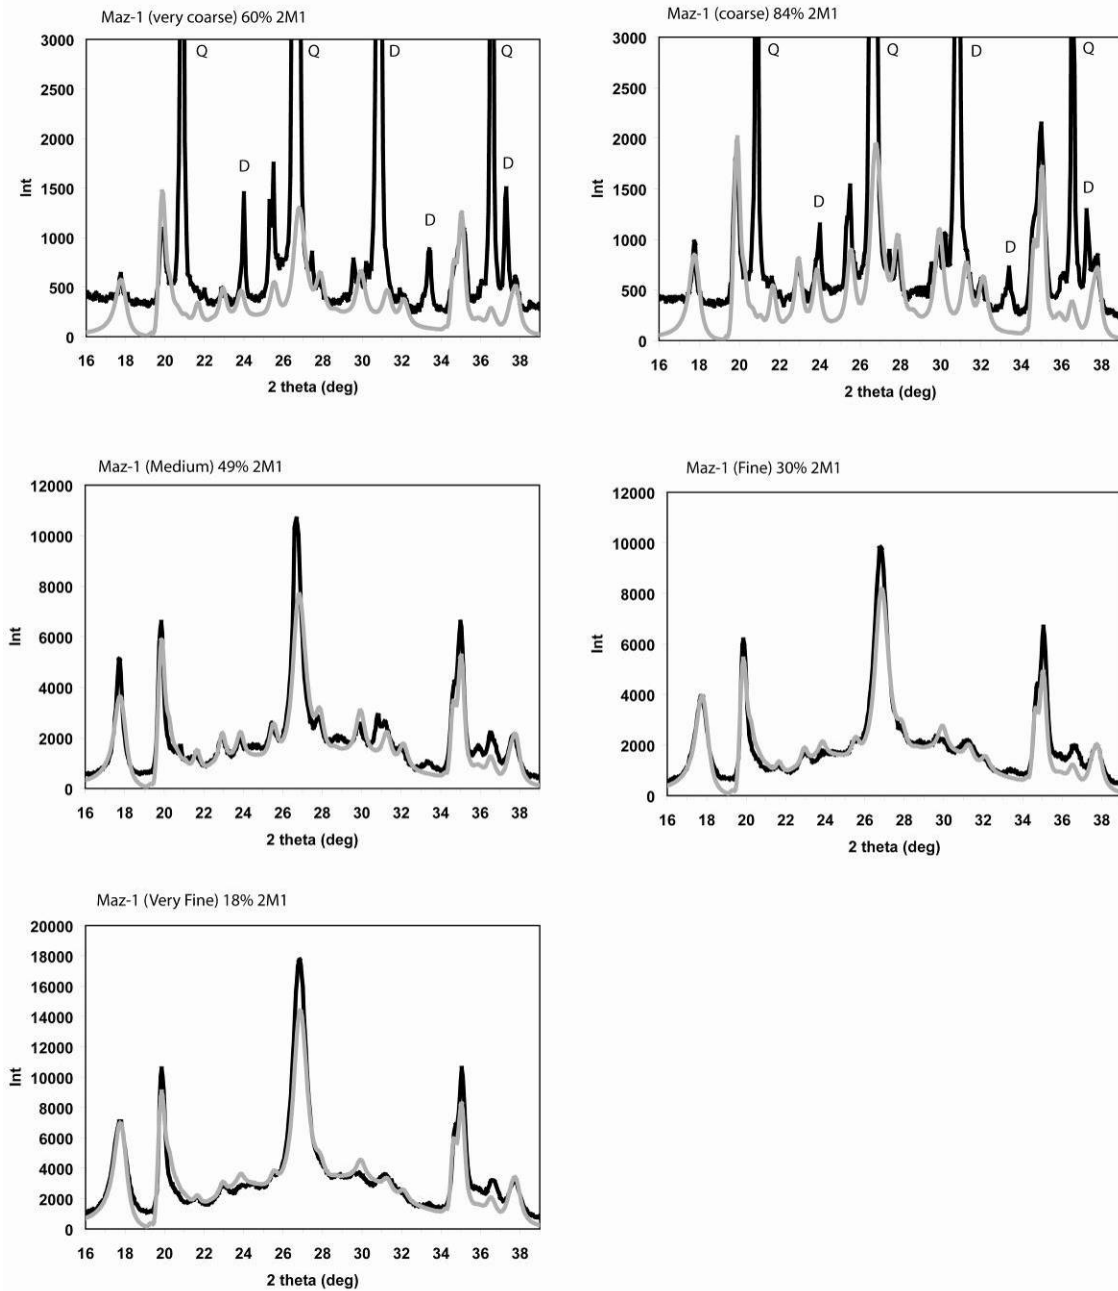 Maz-1 (very coarse) 60% 2M1
3000
2500
2000
1500
1000
500
0
Int
Q
Q
D
Q
D
D
D
16 18 20 22 24 26 28 30 32 34 36 38
2 theta (deg)
Maz-1 (coarse) 84% 2M1
3000
2500
2000
1500
1000
500
0
Int
Q
Q
D
Q
D
D
D
16 18 20 22 24 26 28 30 32 34 36 38
2 theta (deg)
Maz-1 (Medium) 49% 2M1
12000
10000
8000
6000
4000
2000
0
Int
16 18 20 22 24 26 28 30 32 34 36 38
2 theta (deg)
Maz-1 (Fine) 30% 2M1
12000
10000
8000
6000
4000
2000
0
Int
16 18 20 22 24 26 28 30 32 34 36 38
2 theta (deg)
Maz-1 (Very Fine) 18% 2M1
20000
18000
16000
14000
12000
10000
8000
6000
4000
2000
0
Int
16 18 20 22 24 26 28 30 32 34 36 38
2 theta (deg)